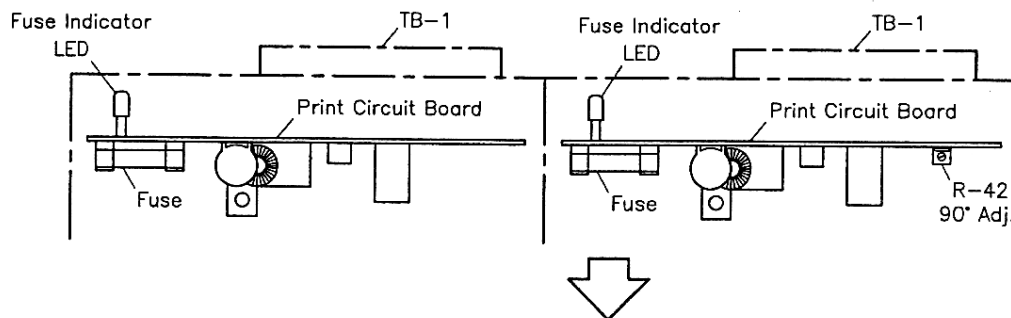 Fuse Indicator
LED
TB-1
Print Circuit Board
Fuse
Fuse Indicator
LED
TB-1
Print Circuit Board
Fuse
R-42
90° Adj.